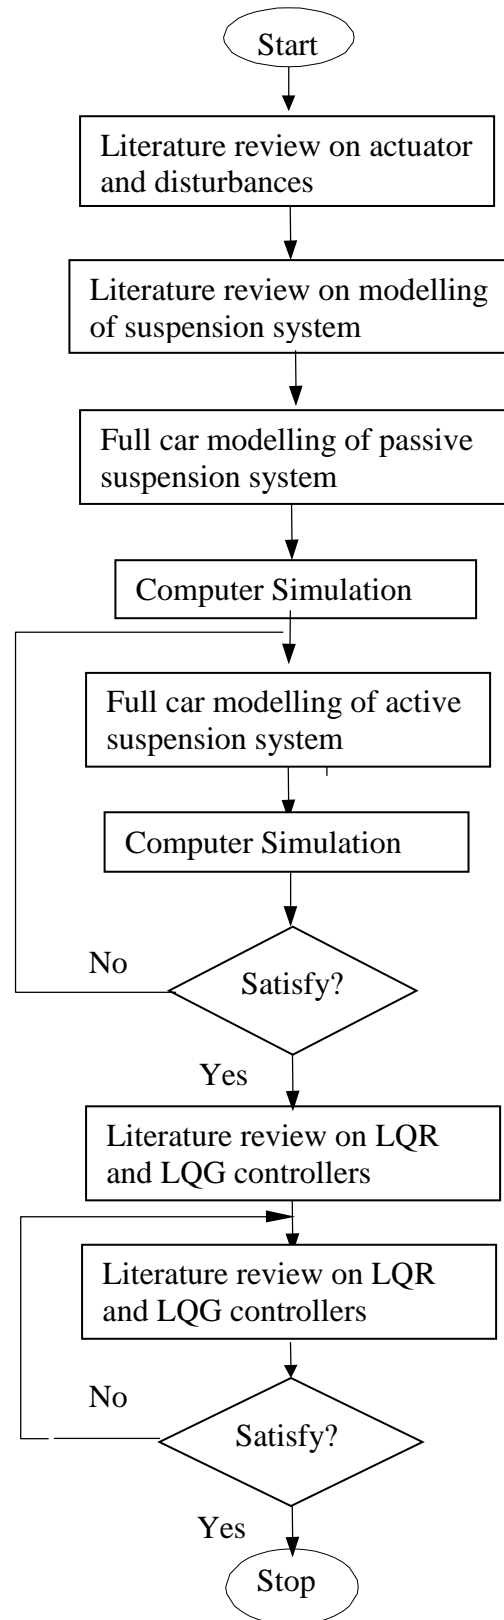 Start
Literature review on actuator
and disturbances
Literature review on modelling
of suspension system
Full car modelling of passive
suspension system
Computer Simulation
Full car modelling of active
suspension system
Computer Simulation
No
Satisfy?
Yes
Literature review on LQR
and LQG controllers
Literature review on LQR
and LQG controllers
No
Satisfy?
Yes
Stop